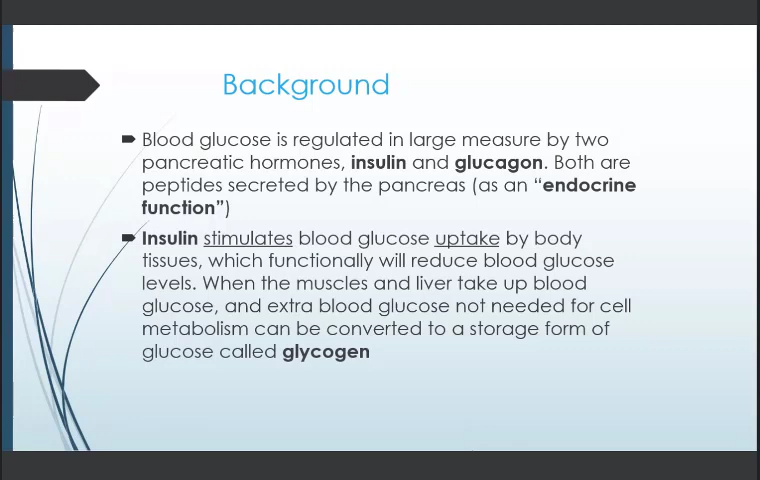 Background
Blood glucose is regulated in large measure by two
pancreatic hormones, insulin and glucagon. Both are
peptides secreted by the pancreas (as an “endocrine
function”)
Insulin stimulates blood glucose uptake by body
tissues, which functionally will reduce blood glucose
levels. When the muscles and liver take up blood
glucose, and extra blood glucose not needed for cell
metabolism can be converted to a storage form of
glucose called glycogen